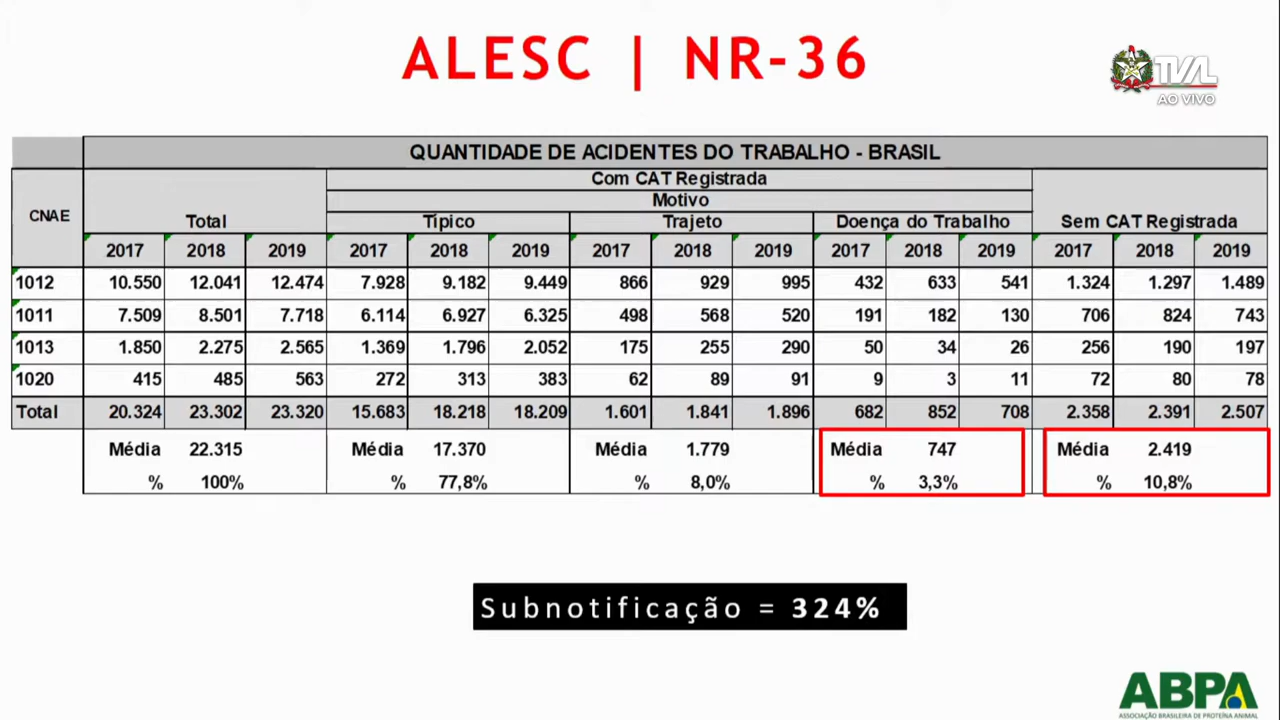 ALESC | NR-36
TVAL
AO VIVO
QUANTIDADE DE ACIDENTES DO TRABALHO - BRASIL
Com CAT Registrada
Motivo
CNAE Total Típico Trajeto Doença do Trabalho Sem CAT Registrada
2017 2018 2019 2017 2018 2019 2017 2018 2019 2017 2018 2019 2017 2018 2019
1012 10.550 12.041 12.474 7.928 9.182 9.449 866 929 995 432 633 541 1.324 1.297 1.489
1011 7.509 8.501 7.718 6.114 6.927 6.325 498 568 520 191 182 130 706 824 743
1013 1.850 2.275 2.565 1.369 1.796 2.052 175 255 290 50 34 26 256 190 197
1020 415 485 563 272 313 383 62 89 91 9 3 11 72 80 78
Total 20.324 23.302 23.320 15.683 18.218 18.209 1.601 1.841 1.896 682 852 708 2.358 2.391 2.507
Média 22.315 Média 17.370 Média 1.779 Média 747 Média 2.419
% 100% % 77,8% % 8,0% % 3,3% % 10,8%
Subnotificação = 324%
ABPA
ASSOCIAÇÃO BRASILEIRA DE PROTEÍNA ANIMAL